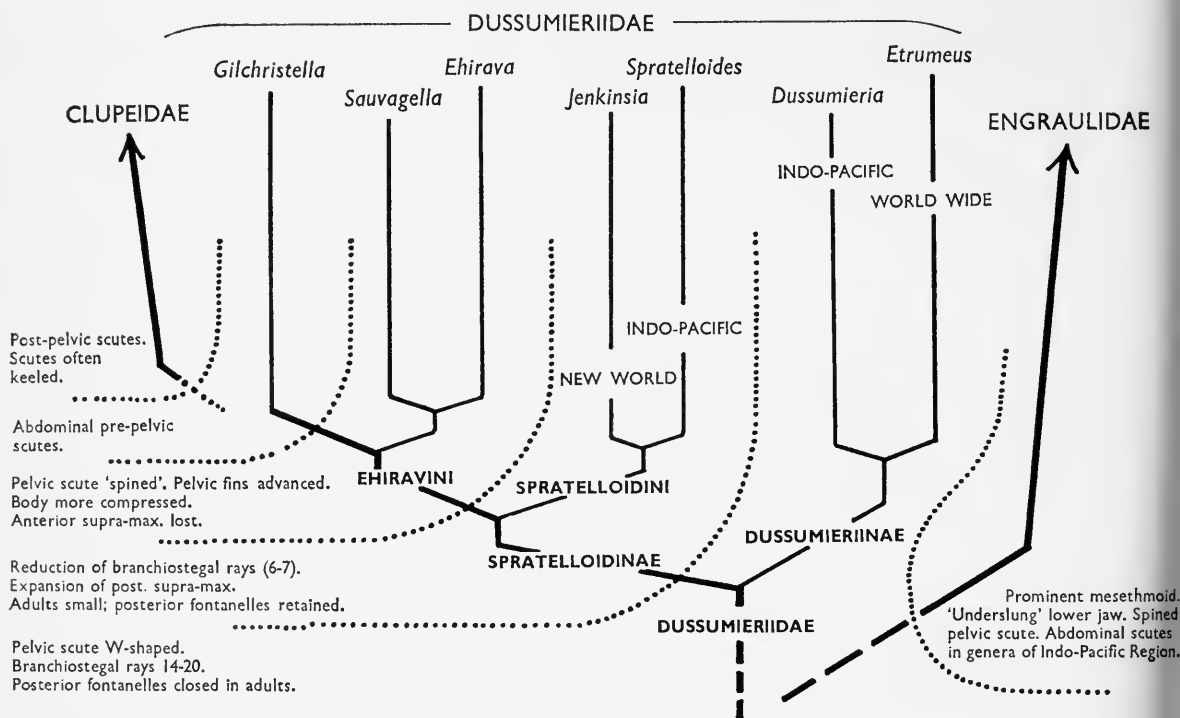 DUSSUMIERIIDAE
Etrumeus
Gilchristella
Ehirava
Spratelloides
Sauvagella
Jenkinsia
Dussumieria
CLUPEIDAE
ENGRAULIDAE
INDO-PACIFIC
WORLD WIDE
Post-pelvic scutes.
Scutes often
keeled.
INDO-PACIFIC
NEW WORLD
Abdominal pre-pelvic
scutes.
EHIRAVINI
SPRATELLOIDINI
Pelvic scute 'spined'. Pelvic fins advanced.
Body more compressed.
Anterior supra-max. lost.
DUSSUMIERIINAE
SPRATELLOIDINAE
Reduction of branchiostegal rays (6-7).
Expansion of post. supra-max.
Adults small; posterior fontanelles retained.
DUSSUMIERIIDAE
Prominent mesethmoid.
'Underslung' lower jaw. Spined
pelvic scute. Abdominal scutes
in genera of Indo-Pacific Region.
Pelvic scute W-shaped.
Branchiostegal rays 14-20.
Posterior fontanelles closed in adults.